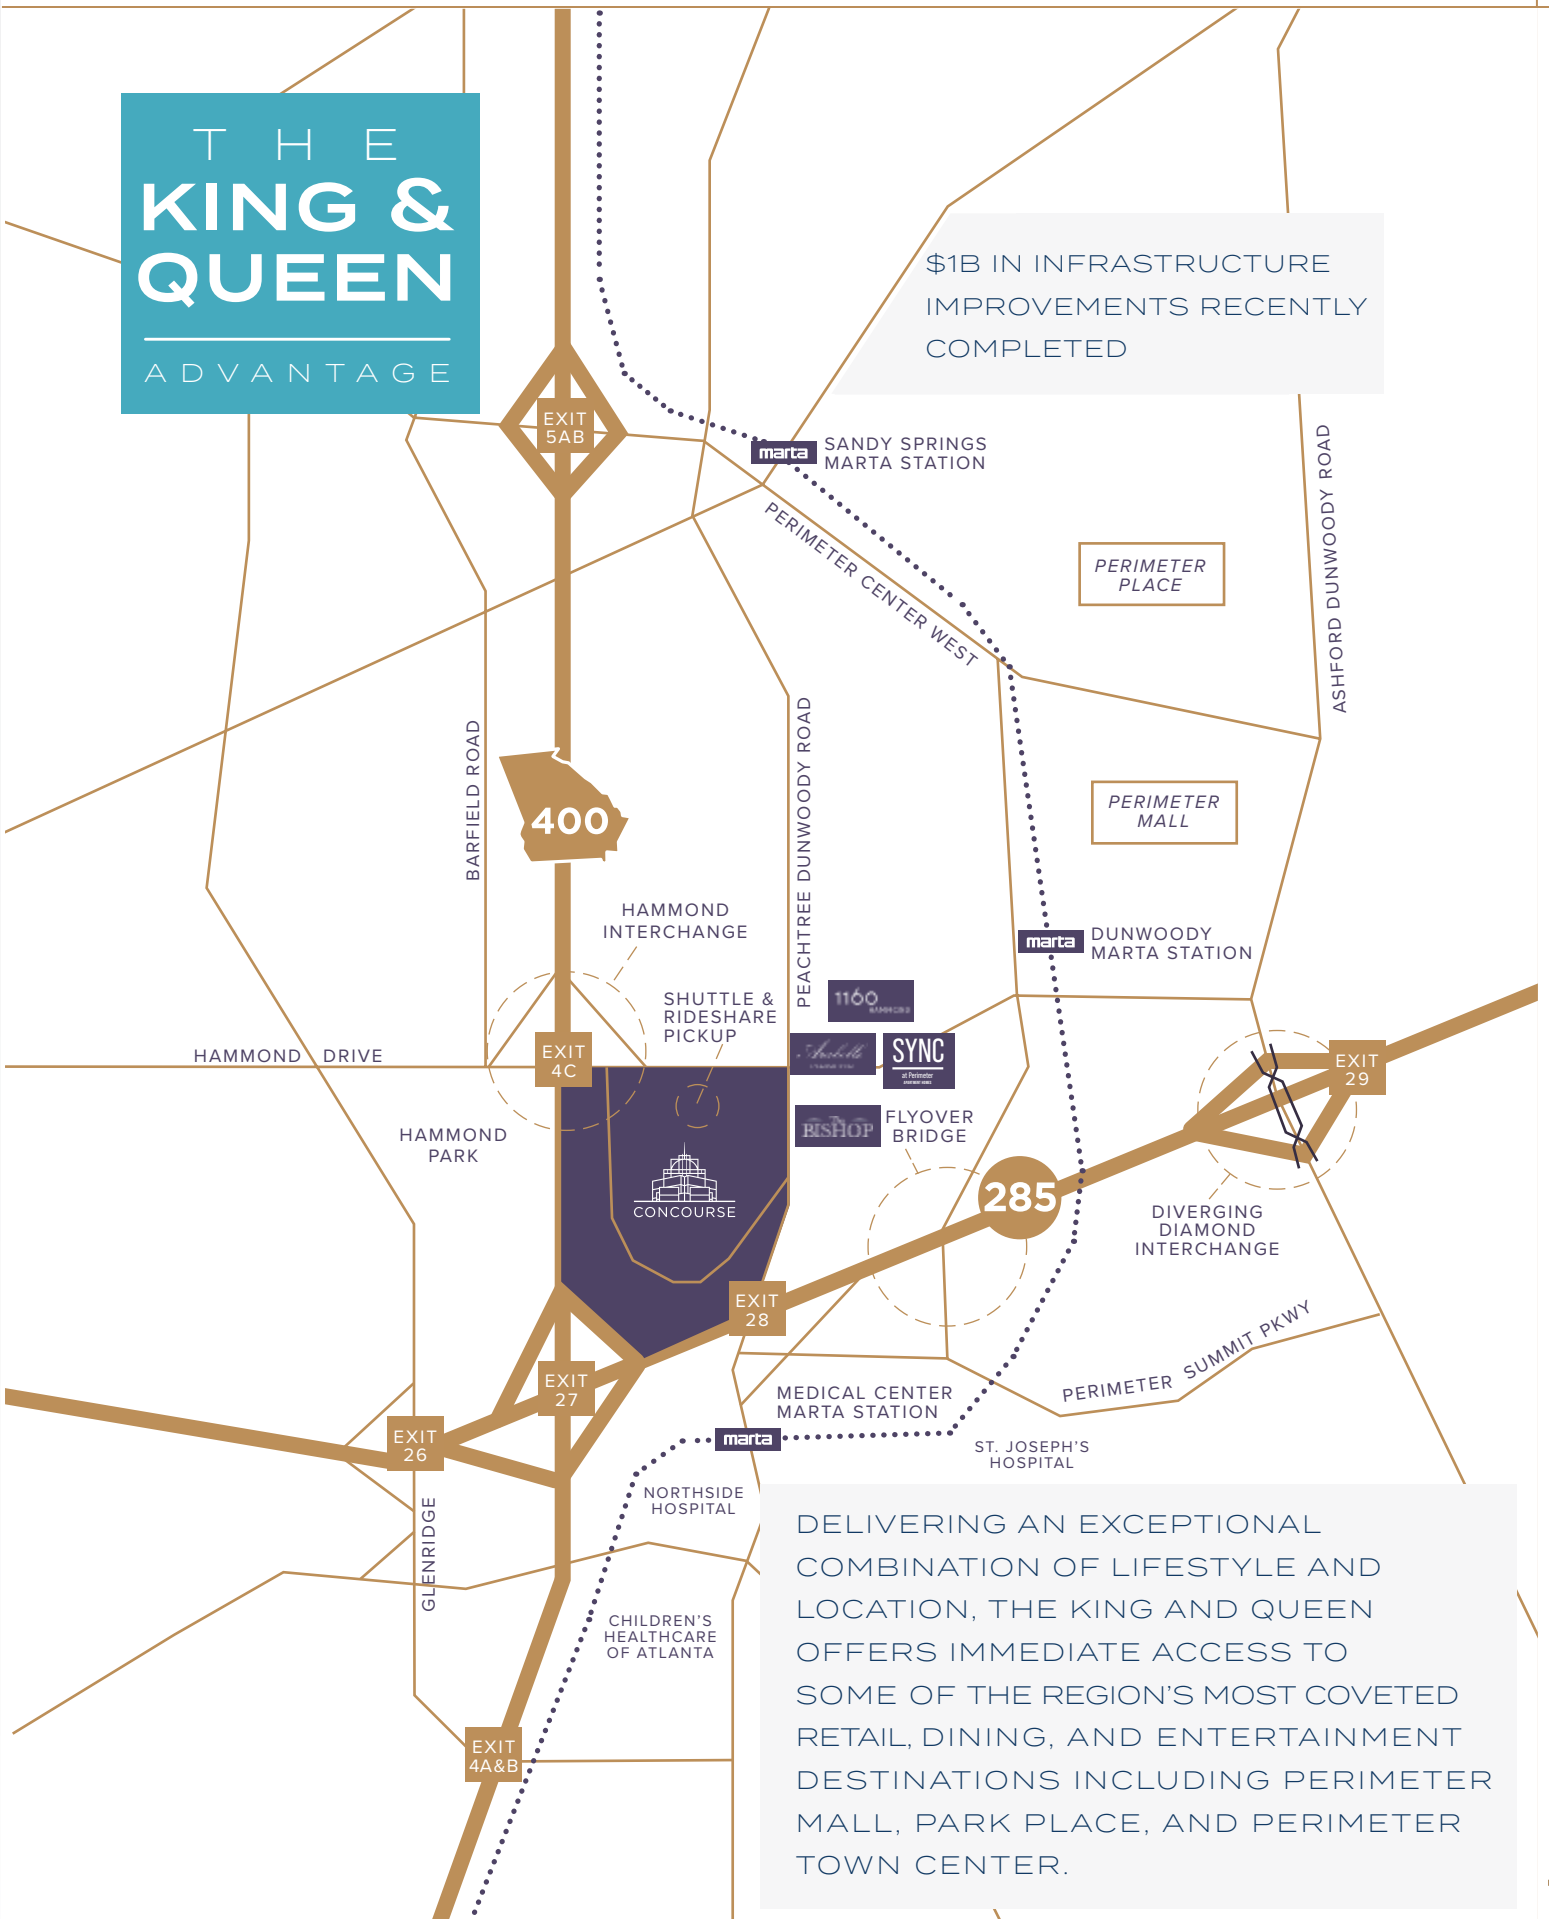 THE
KING &
QUEEN
ADVANTAGE
$1B IN INFRASTRUCTURE
IMPROVEMENTS RECENTLY
COMPLETED
EXIT
5AB
marta
SANDY SPRINGS
MARTA STATION
PERIMETER CENTER WEST
ASHFORD DUNWOODY ROAD
PERIMETER
PLACE
BARFIELD ROAD
400
PEACHTREE DUNWOODY ROAD
PERIMETER
MALL
HAMMOND
INTERCHANGE
marta
DUNWOODY
MARTA STATION
SHUTTLE &
RIDESHARE
PICKUP
1160
HAMMOND
HAMMOND DRIVE
EXIT
4C
SYNC
at Perimeter
EXIT
29
HAMMOND
PARK
The
BISHOP
FLYOVER
BRIDGE
CONCOURSE
285
DIVERGING
DIAMOND
INTERCHANGE
EXIT
28
PERIMETER SUMMIT PKWY
EXIT
27
MEDICAL CENTER
MARTA STATION
marta
EXIT
26
ST. JOSEPH'S
HOSPITAL
NORTHSIDE
HOSPITAL
GLENRIDGE
CHILDREN'S
HEALTHCARE
OF ATLANTA
EXIT
4A&B
DELIVERING AN EXCEPTIONAL
COMBINATION OF LIFESTYLE AND
LOCATION, THE KING AND QUEEN
OFFERS IMMEDIATE ACCESS TO
SOME OF THE REGION'S MOST COVETED
RETAIL, DINING, AND ENTERTAINMENT
DESTINATIONS INCLUDING PERIMETER
MALL, PARK PLACE, AND PERIMETER
TOWN CENTER.